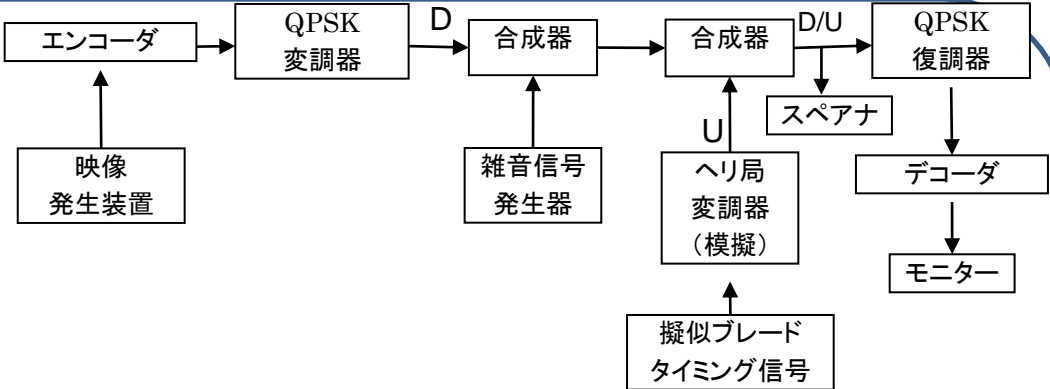 エンコーダ
QPSK
変調器
D
合成器
合成器
D/U
QPSK
復調器
スペアナ
映像
発生装置
雑音信号
発生器
U
ヘリ局
変調器
（模擬）
デコーダ
モニター
擬似ブレード
タイミング信号